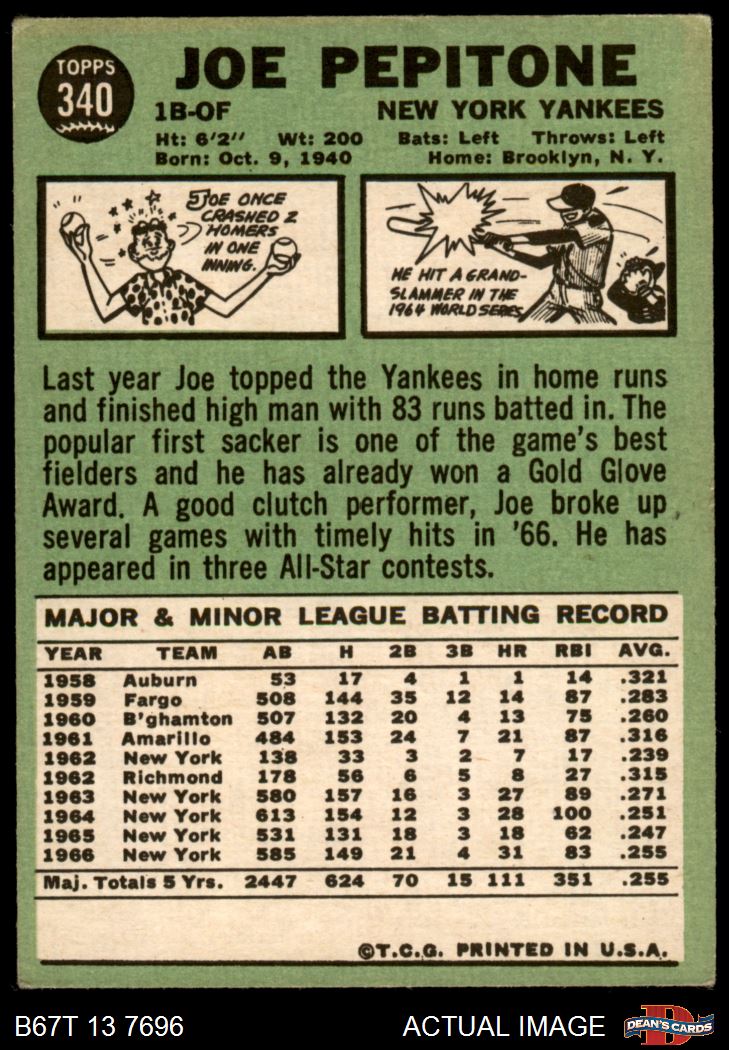 TOPPS
340
JOE PEPITONE
1B-OF NEW YORK YANKEES
Ht: 6'2" Wt: 200 Bats: Left Throws: Left
Born: Oct. 9, 1940 Home: Brooklyn, N. Y.
JOE ONCE
CRASHED 2
HOMERS
IN ONE
INNING.
HE HIT A GRAND-
SLAMMER IN THE
1964 WORLD SERIES.
Last year Joe topped the Yankees in home runs
and finished high man with 83 runs batted in. The
popular first sacker is one of the game's best
fielders and he has already won a Gold Glove
Award. A good clutch performer, Joe broke up
several games with timely hits in '66. He has
appeared in three All-Star contests.
MAJOR & MINOR LEAGUE BATTING RECORD
YEAR TEAM AB H 2B 3B HR RBI AVG.
1958 Auburn 53 17 4 1 1 14 .321
1959 Fargo 508 144 35 12 14 87 .283
1960 B'ghamton 507 132 20 4 13 75 .260
1961 Amarillo 484 153 24 7 21 87 .316
1962 New York 138 33 3 2 7 17 .239
1962 Richmond 178 56 6 5 8 27 .315
1963 New York 580 157 16 3 27 89 .271
1964 New York 613 154 12 3 28 100 .251
1965 New York 531 131 18 3 18 62 .247
1966 New York 585 149 21 4 31 83 .255
Maj. Totals 5 Yrs. 2447 624 70 15 111 351 .255
©T.C.G. PRINTED IN U.S.A.
B67T 13 7696 ACTUAL IMAGE
DEAN'S CARDS